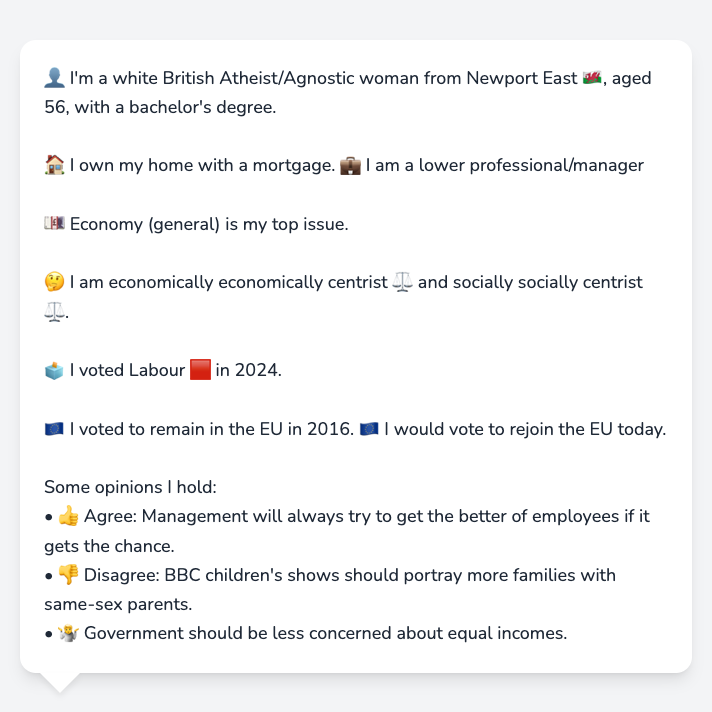 👤 I'm a white British Atheist/Agnostic woman from Newport East 🏴󠁧󠁢󠁷󠁬󠁳󠁿, aged
56, with a bachelor's degree.
🏠 I own my home with a mortgage. 💼 I am a lower professional/manager
💷 Economy (general) is my top issue.
🤔 I am economically economically centrist ⚖️ and socially socially centrist
⚖️.
🗳️ I voted Labour 🟥 in 2024.
🇪🇺 I voted to remain in the EU in 2016. 🇪🇺 I would vote to rejoin the EU today.
Some opinions I hold:
• 👍 Agree: Management will always try to get the better of employees if it
gets the chance.
• 👎 Disagree: BBC children's shows should portray more families with
same-sex parents.
• 🤷 Government should be less concerned about equal incomes.